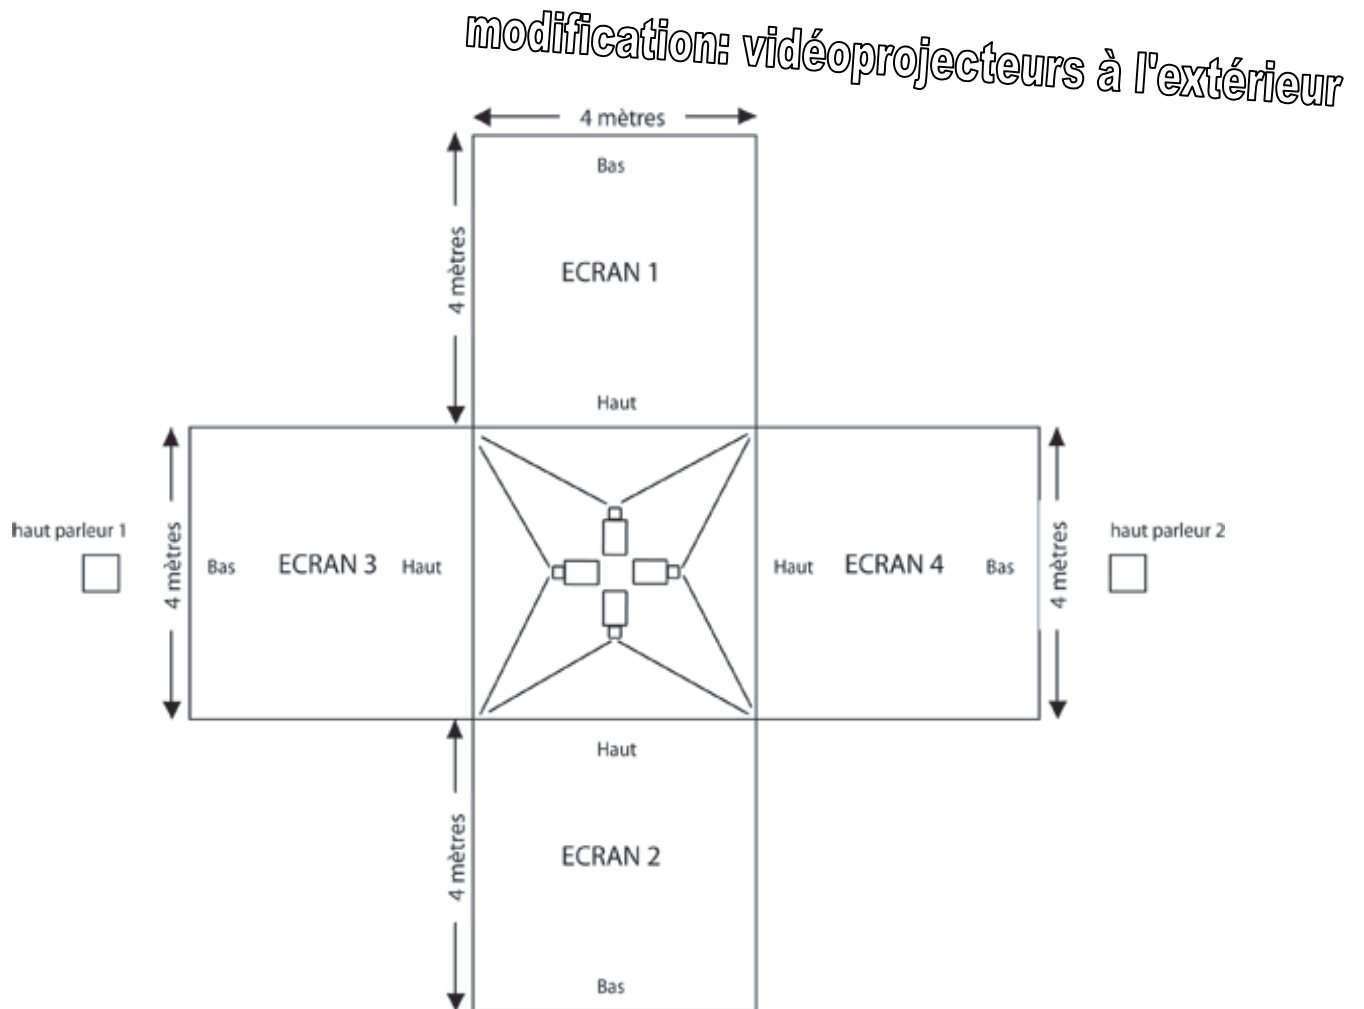 modification: vidéoprojecteurs à l'extérieur
4 mètres
Bas
4 mètres
ECRAN 1
Haut
haut parleur 1
4 mètres
Bas
ECRAN 3
Haut
Haut
ECRAN 4
Bas
4 mètres
haut parleur 2
Haut
4 mètres
ECRAN 2
Bas